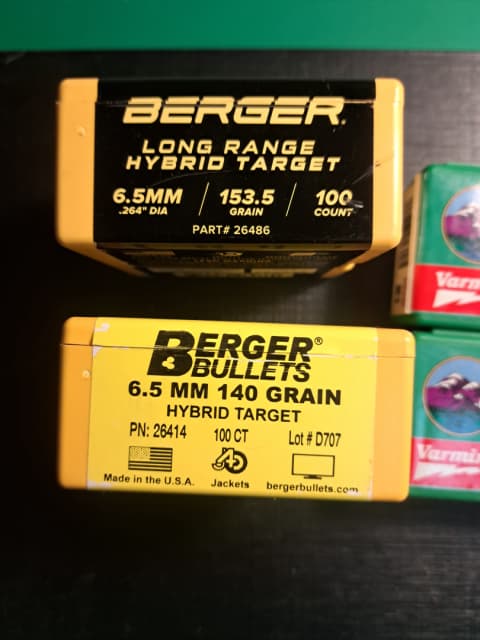 BERGER.
LONG RANGE
HYBRID TARGET
6.5MM / 153.5 / 100
.264" DIA GRAIN COUNT
PART# 26486
BERGER®
BULLETS
6.5 MM 140 GRAIN
HYBRID TARGET
PN: 26414 100 CT Lot # D707
Made in the U.S.A. Jackets bergerbullets.com